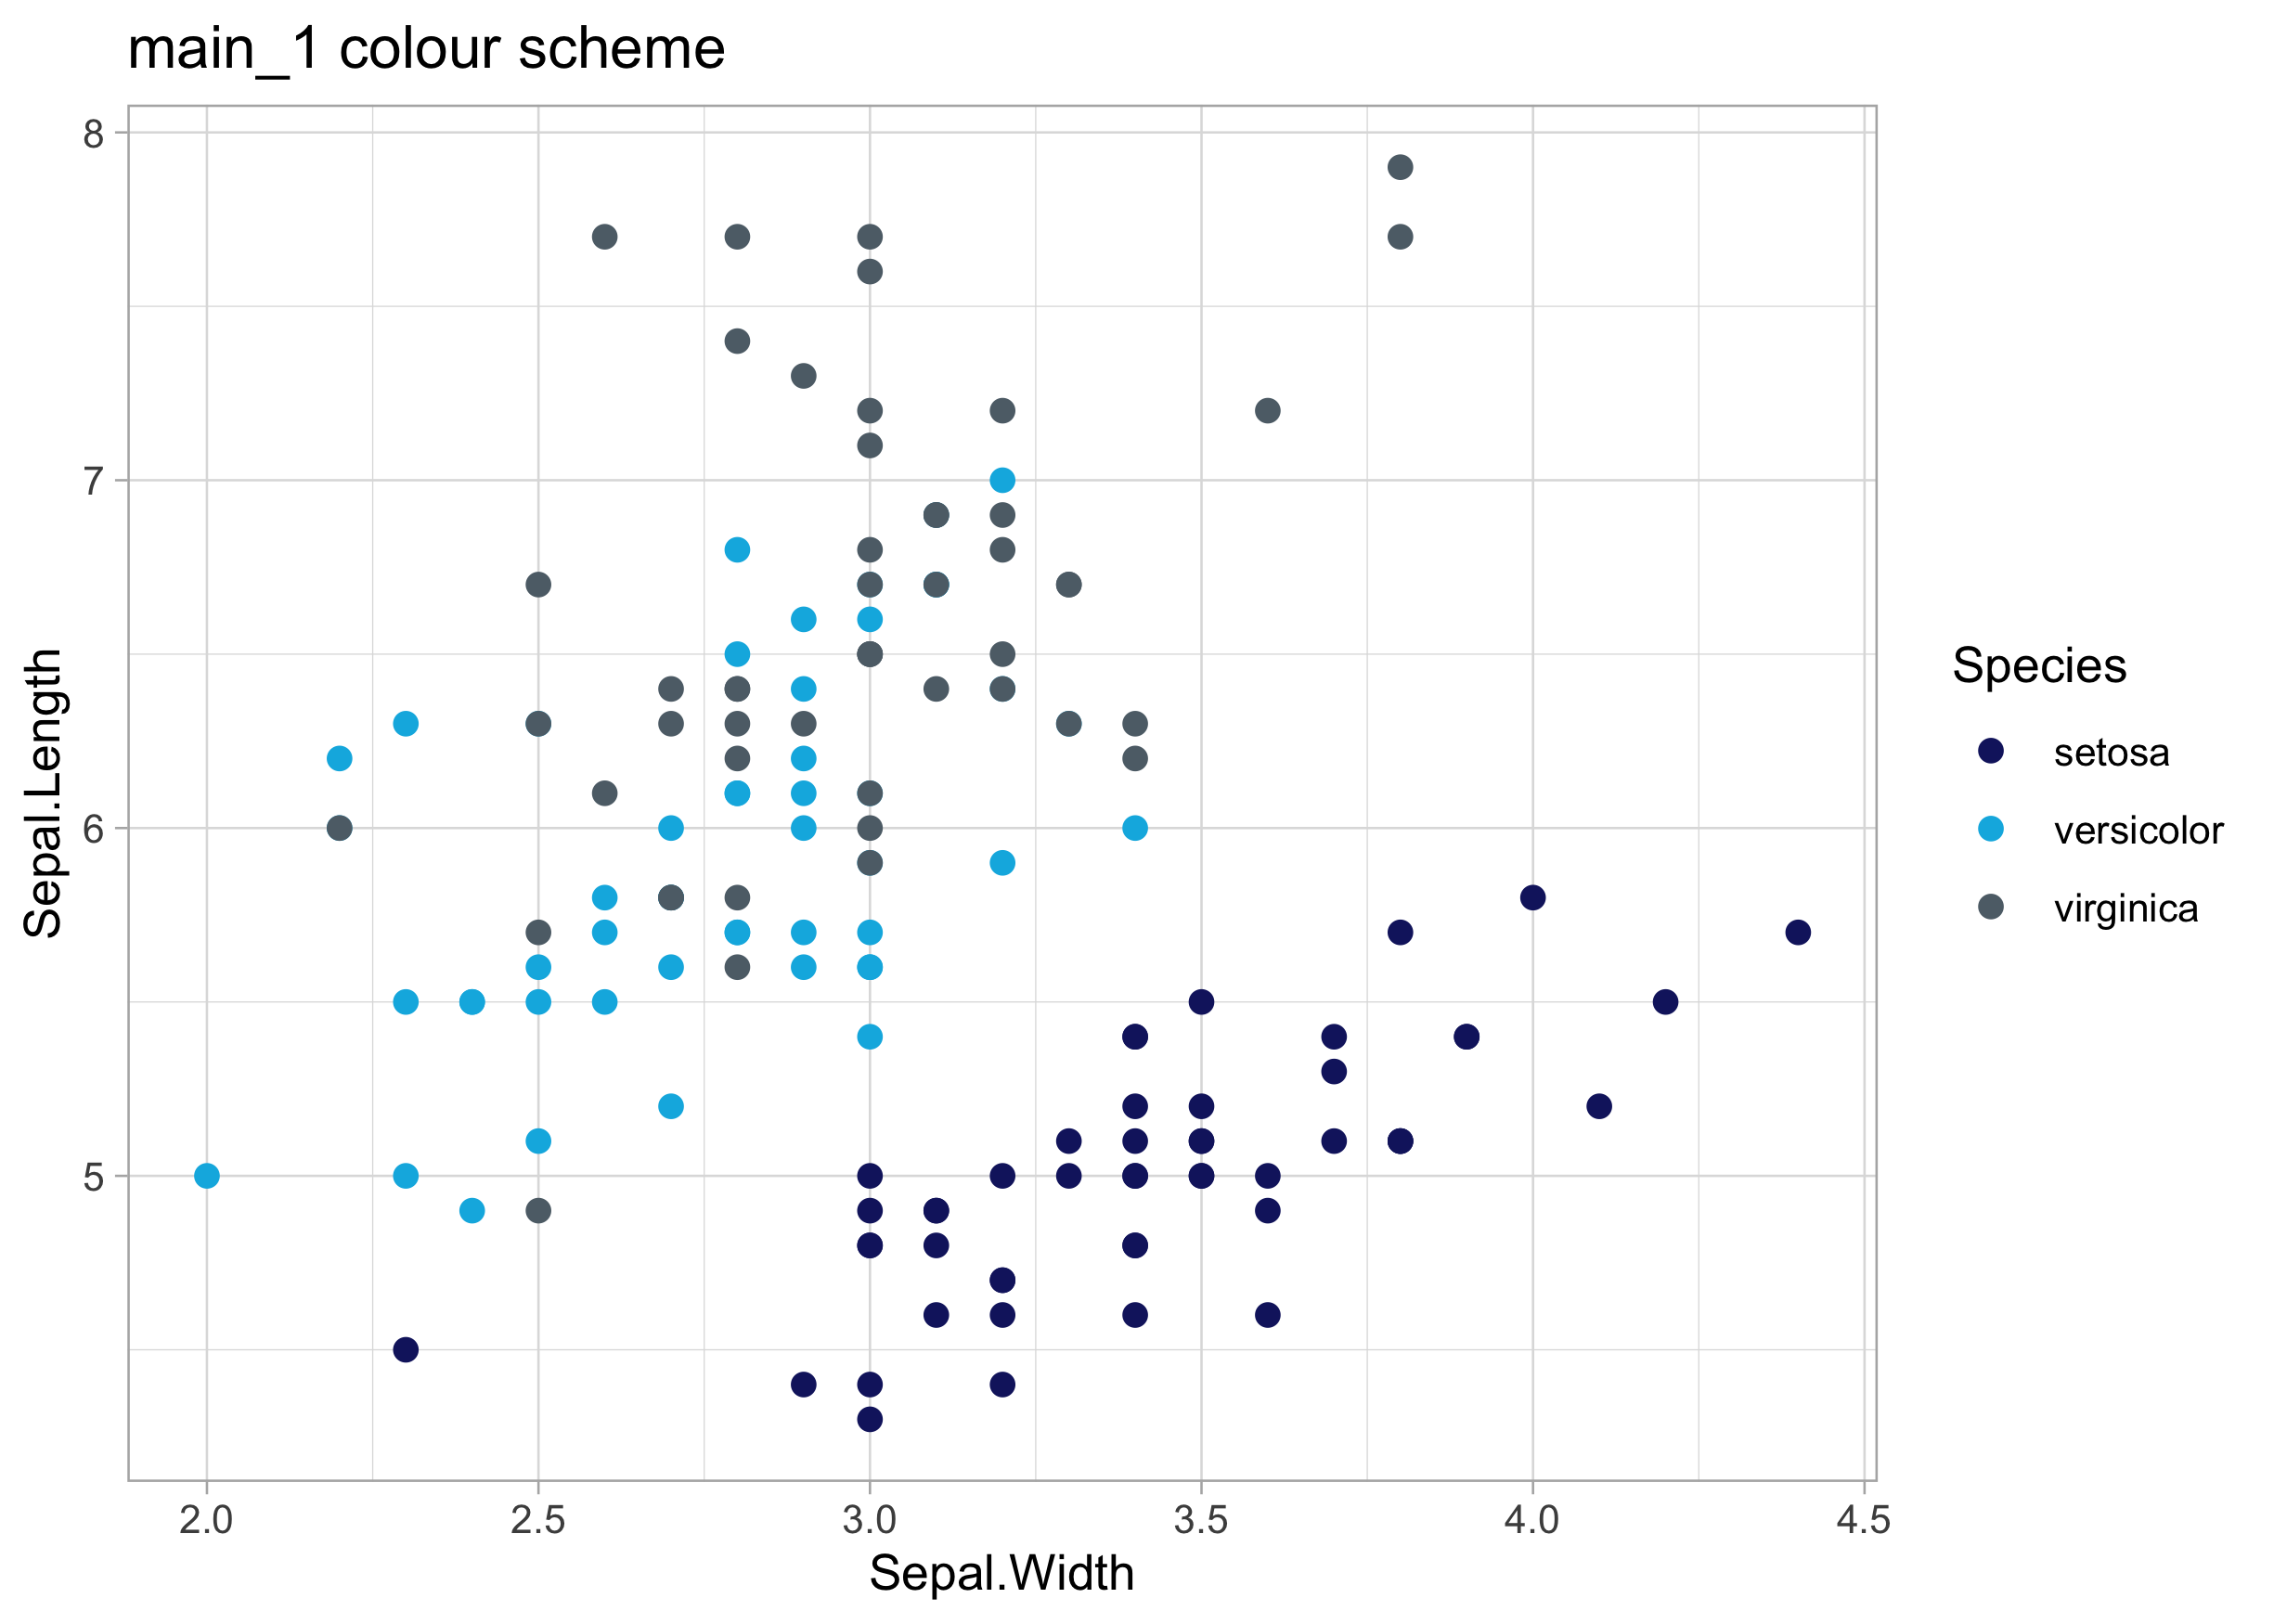 main_1 colour scheme
8
7
6
5
Sepal.Length
2.0 2.5 3.0 3.5 4.0 4.5
Sepal.Width
Species
setosa
versicolor
virginica